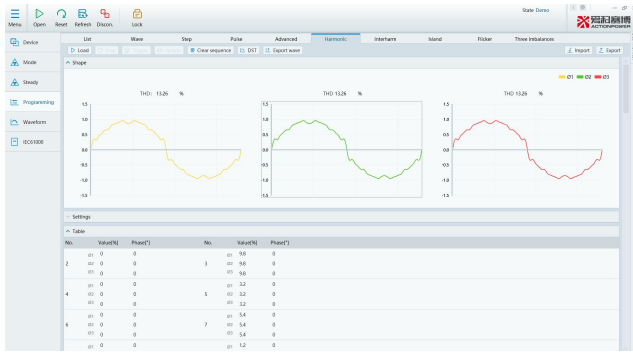 State Demo
宏科赛博
ACTIONPOWER
Menu Open Reset Refresh Discon. Lock
Device
Mode
Steady
Programming
Waveform
IEC61000
List Wave Step Pulse Advanced Harmonic Interharm Island Flicker Three Imbalances
Load Clear sequence DST Export wave Import Export
Shape
Ø1 Ø2 Ø3
THD: 13.26 % THD 13.26 % THD 13.26 %
1.5 1.5 1.5
1.0 1.0 1.0
0.5 0.5 0.5
0.0 0.0 0.0
-0.5 -0.5 -0.5
-1.0 -1.0 -1.0
-1.5 -1.5 -1.5
Settings
Table
No. Value(%) Phase(°) No. Value(%) Phase(°)
Ø1 0 0 Ø1 9.8 0
2 Ø2 0 0 3 Ø2 9.8 0
Ø3 0 0 Ø3 9.8 0
Ø1 0 0 Ø1 3.2 0
4 Ø2 0 0 5 Ø2 3.2 0
Ø3 0 0 Ø3 3.2 0
Ø1 0 0 Ø1 5.4 0
6 Ø2 0 0 7 Ø2 5.4 0
Ø3 0 0 Ø3 5.4 0
Ø1 0 0 Ø1 1.2 0